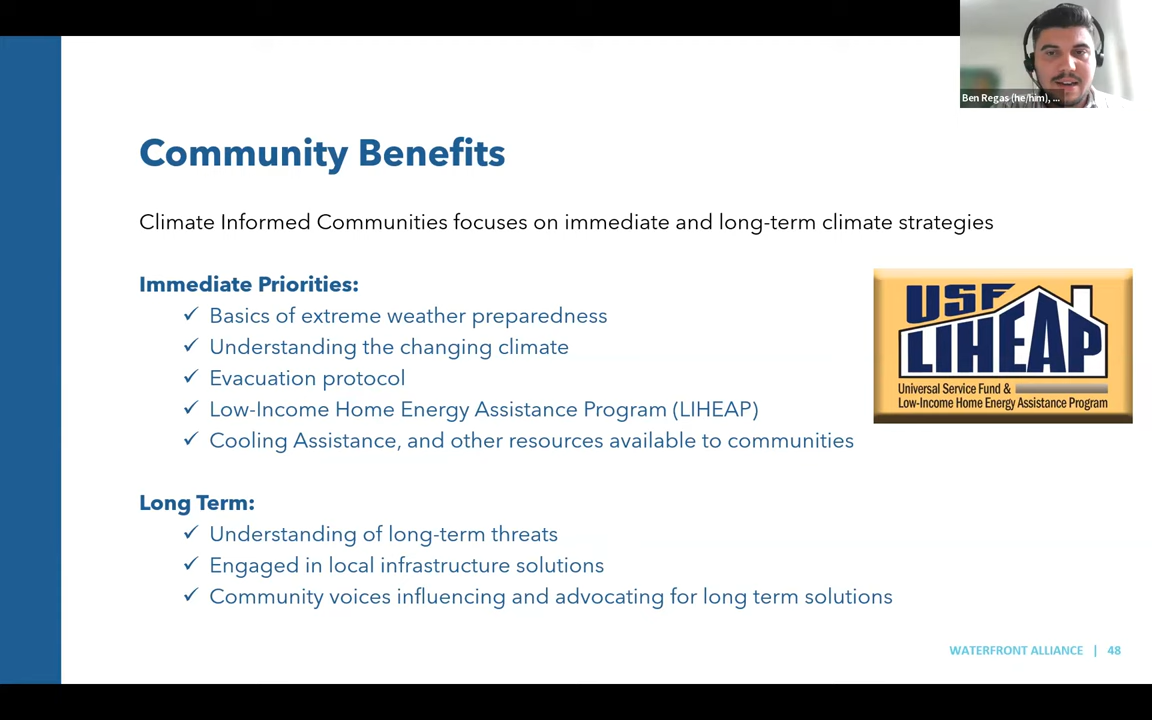 Ben Regas (he/him), ...
Community Benefits
Climate Informed Communities focuses on immediate and long-term climate strategies
Immediate Priorities:
✓ Basics of extreme weather preparedness
✓ Understanding the changing climate
✓ Evacuation protocol
✓ Low-Income Home Energy Assistance Program (LIHEAP)
✓ Cooling Assistance, and other resources available to communities
USF
LIHEAP
Universal Service Fund &
Low-Income Home Energy Assistance Program
Long Term:
✓ Understanding of long-term threats
✓ Engaged in local infrastructure solutions
✓ Community voices influencing and advocating for long term solutions
WATERFRONT ALLIANCE | 48